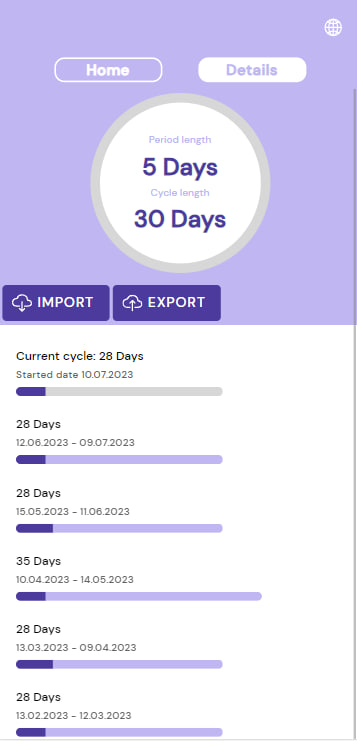 Home
Details
Period length
5 Days
Cycle length
30 Days
IMPORT
EXPORT
Current cycle: 28 Days
Started date 10.07.2023
28 Days
12.06.2023 - 09.07.2023
28 Days
15.05.2023 - 11.06.2023
35 Days
10.04.2023 - 14.05.2023
28 Days
13.03.2023 - 09.04.2023
28 Days
13.02.2023 - 12.03.2023